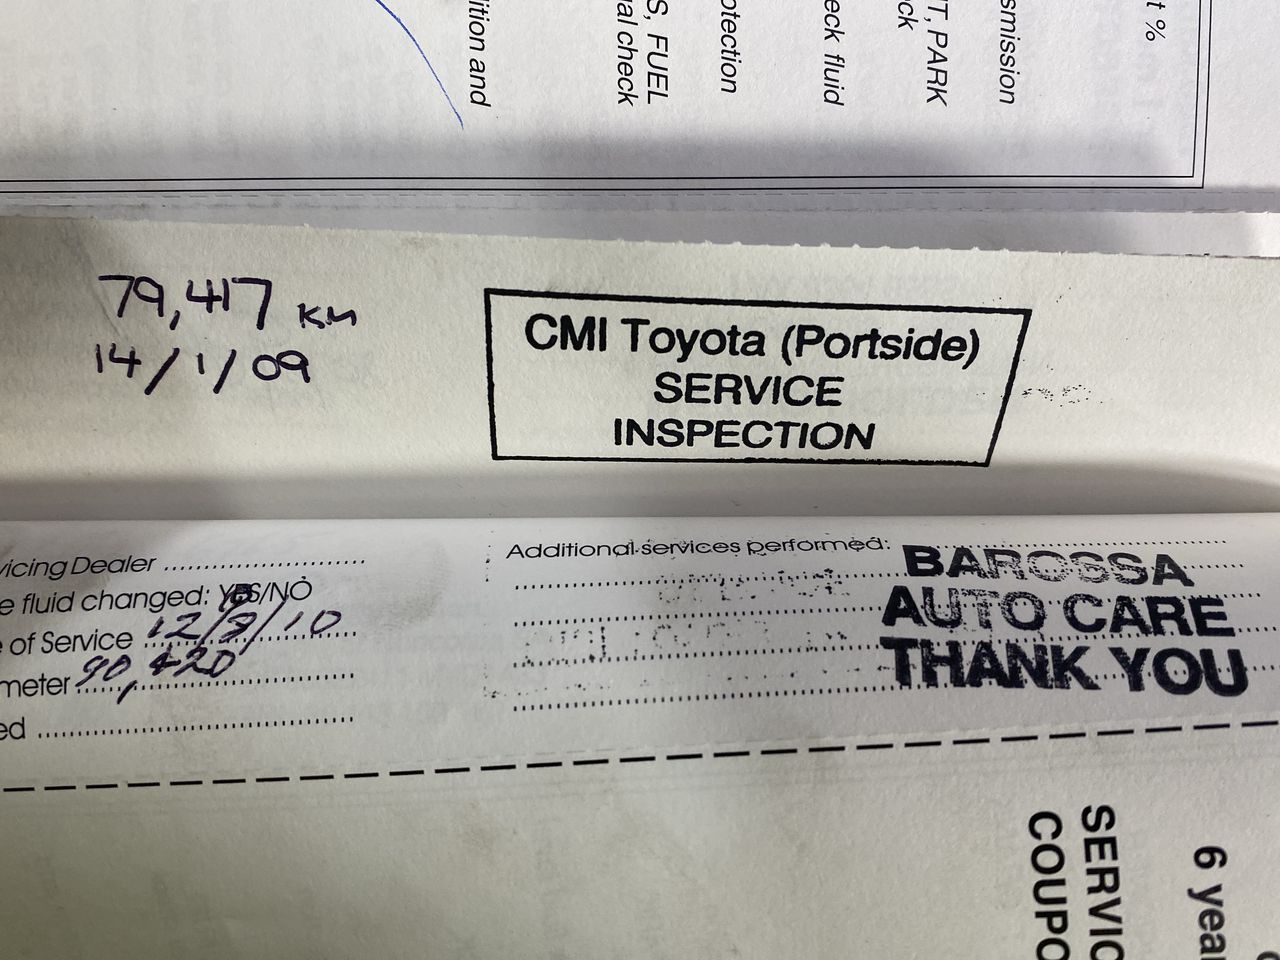 t %
smission
T, PARK
ck
eck fluid
otection
S, FUEL
al check
ition and
79,417 KM
14/1/09
CMI Toyota (Portside)
SERVICE
INSPECTION
vicing Dealer
e fluid changed: YES/NO
e of Service 12/8/10
meter 90,420
ed
Additional services performed:
BAROSSA
AUTO CARE
THANK YOU
SERVIC
COUPO
6 year